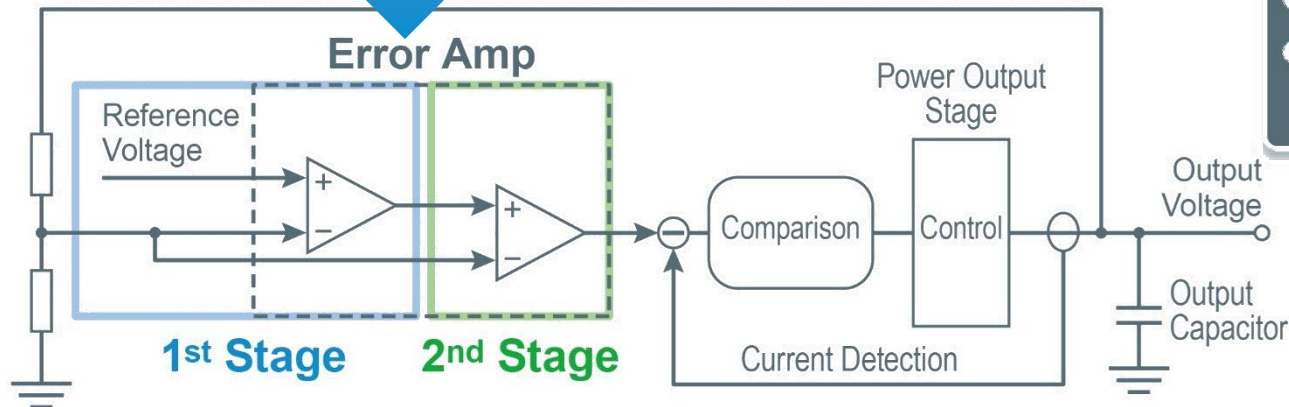 Error Amp
Reference
Voltage
+
−
+
−
1st Stage
2nd Stage
−
Comparison
Power Output
Stage
Control
Current Detection
Output
Voltage
Output
Capacitor